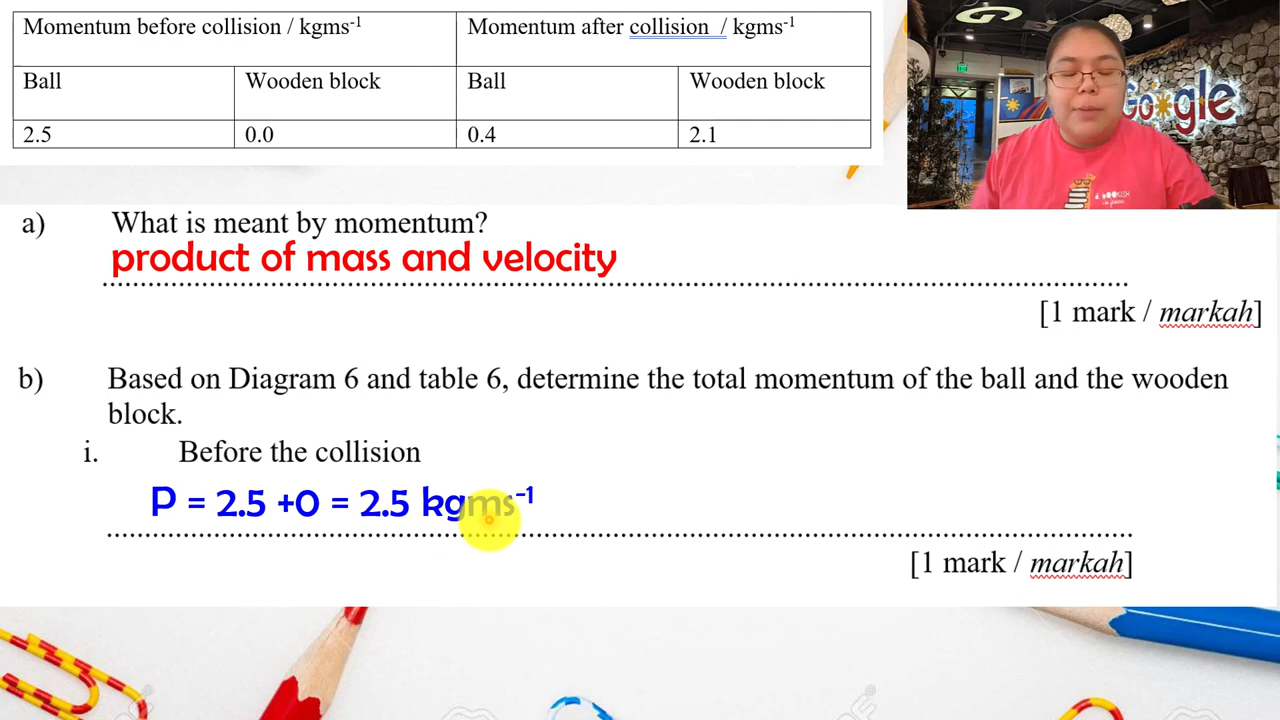 Momentum before collision / kgms-1 Momentum after collision / kgms-1
Ball Wooden block Ball Wooden block
2.5 0.0 0.4 2.1
Google
a) What is meant by momentum?
product of mass and velocity
[1 mark / markah]
b) Based on Diagram 6 and table 6, determine the total momentum of the ball and the wooden
block.
i. Before the collision
P = 2.5 +0 = 2.5 kgms-1
[1 mark / markah]